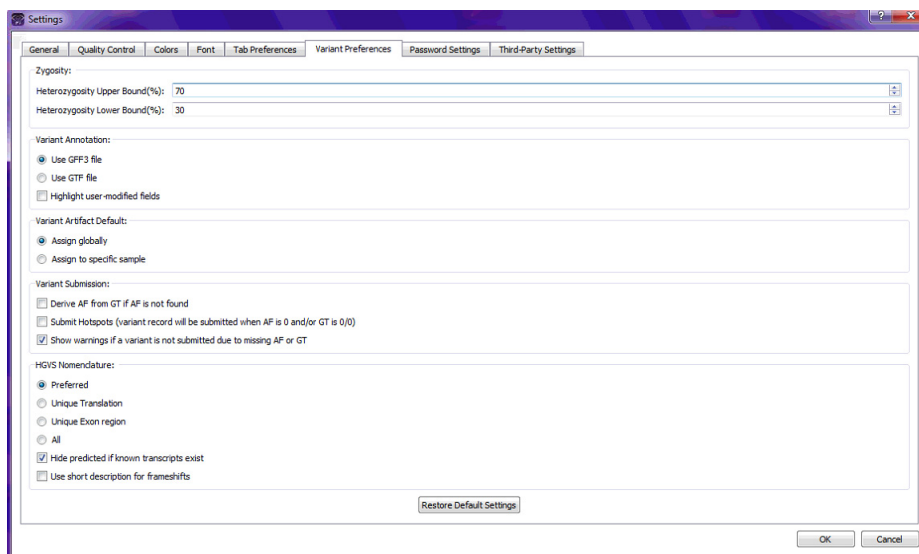 Settings
General Quality Control Colors Font Tab Preferences Variant Preferences Password Settings Third-Party Settings
Zygosity:
Heterozygosity Upper Bound(%): 70
Heterozygosity Lower Bound(%): 30
Variant Annotation:
Use GFF3 file
Use GTF file
Highlight user-modified fields
Variant Artifact Default:
Assign globally
Assign to specific sample
Variant Submission:
Derive AF from GT if AF is not found
Submit Hotspots (variant record will be submitted when AF is 0 and/or GT is 0/0)
Show warnings if a variant is not submitted due to missing AF or GT
HGVS Nomenclature:
Preferred
Unique Translation
Unique Exon region
All
Hide predicted if known transcripts exist
Use short description for frameshifts
Restore Default Settings
OK Cancel